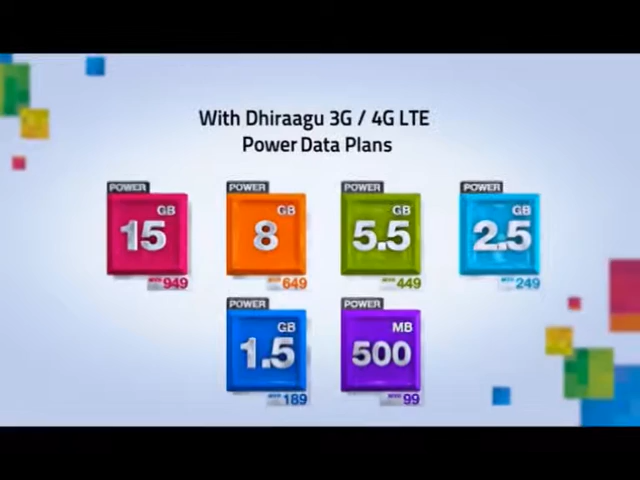 With Dhiraagu 3G / 4G LTE
Power Data Plans
POWER
GB
15
949
POWER
GB
8
649
POWER
GB
5.5
449
POWER
GB
2.5
249
POWER
GB
1.5
189
POWER
MB
500
99